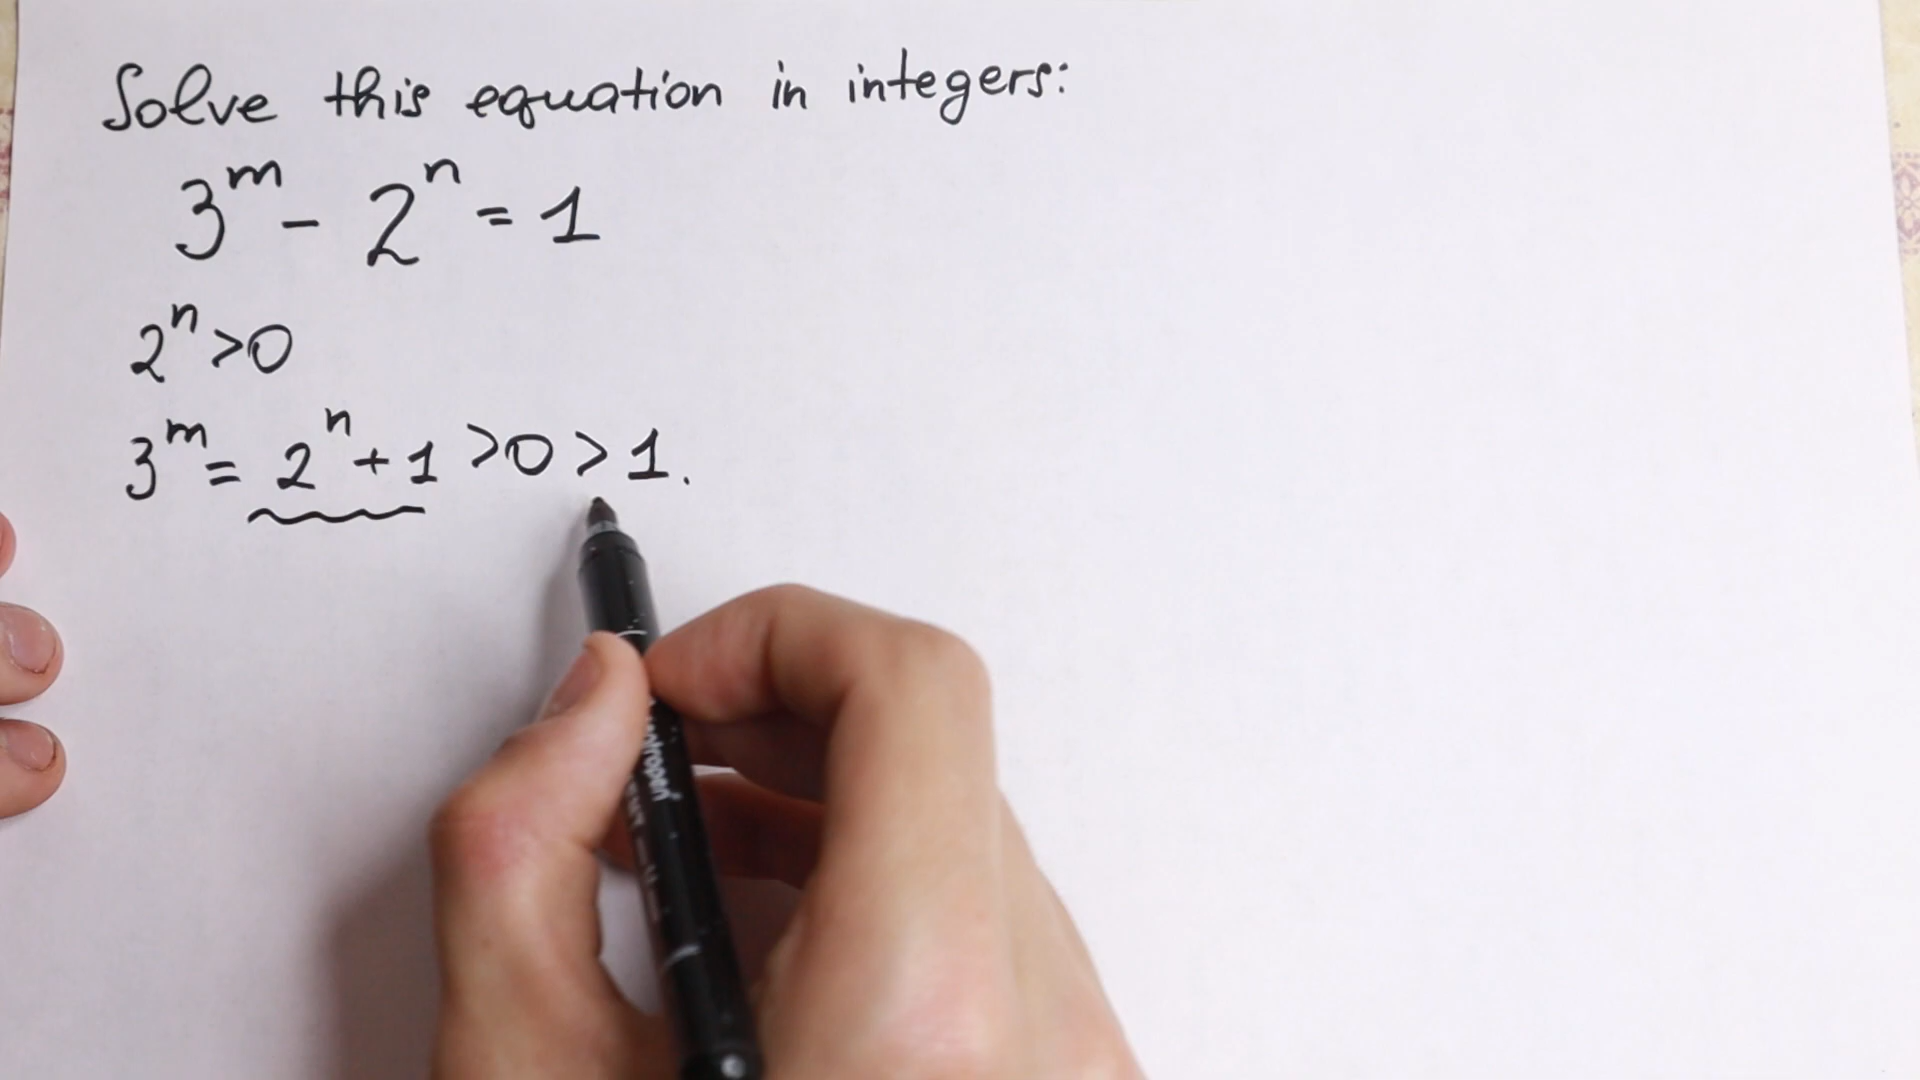 Solve this equation in integers:
3^m - 2^n = 1
2^n >0
3^m = 2^n + 1 >0 > 1.